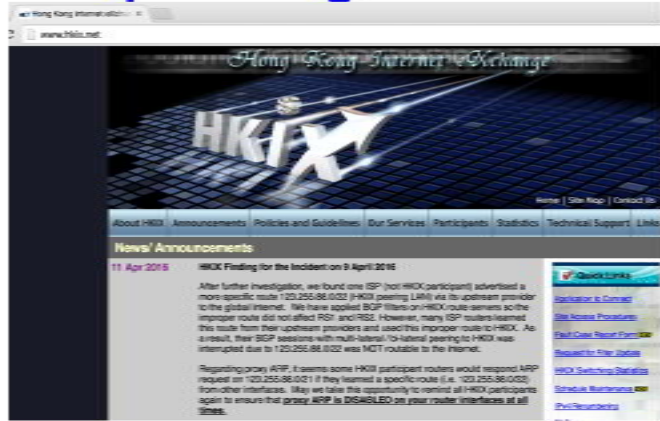 Hong Kong Internet eXchange
www.hkix.net
Hong Kong Internet eXchange
HKIX
Home | Site Map | Contact Us
About HKIX Announcements Policies and Guidelines Our Services Participants Statistics Technical Support Links
News/ Announcements
11 Apr 2016 HKIX Finding for the Incident on 9 April 2016
After further investigation, we found one ISP (not HKIX participant) advertised a
more specific route 123.255.88.0/22 (HKIX peering LAN) via its upstream provider
to the global internet. We have applied BGP filters on HKIX route-servers so the
improper route did not affect RS1 and RS2. However, many ISP routers learned
this route from their upstream providers and used this improper route to HKIX. As
a result, their BGP sessions with multi-lateral /bi-lateral peering to HKIX was
interrupted due to 123.255.88.0/22 was NOT routable to the internet.
Regarding proxy ARP, it seems some HKIX participant routers would respond ARP
request on 123.255.88.0/21 if they learned a specific route (i.e. 123.255.88.0/22)
from other interfaces. May we take this opportunity to remind all HKIX participants
again to ensure that proxy ARP is DISABLED on your router interfaces at all
times.
Quick Links
Application to Connect
Site Access Procedures
Fault Case Report Form
Request for Filter Update
HKIX Switching Statistics
Schedule Maintenance
IPv4 Renumbering